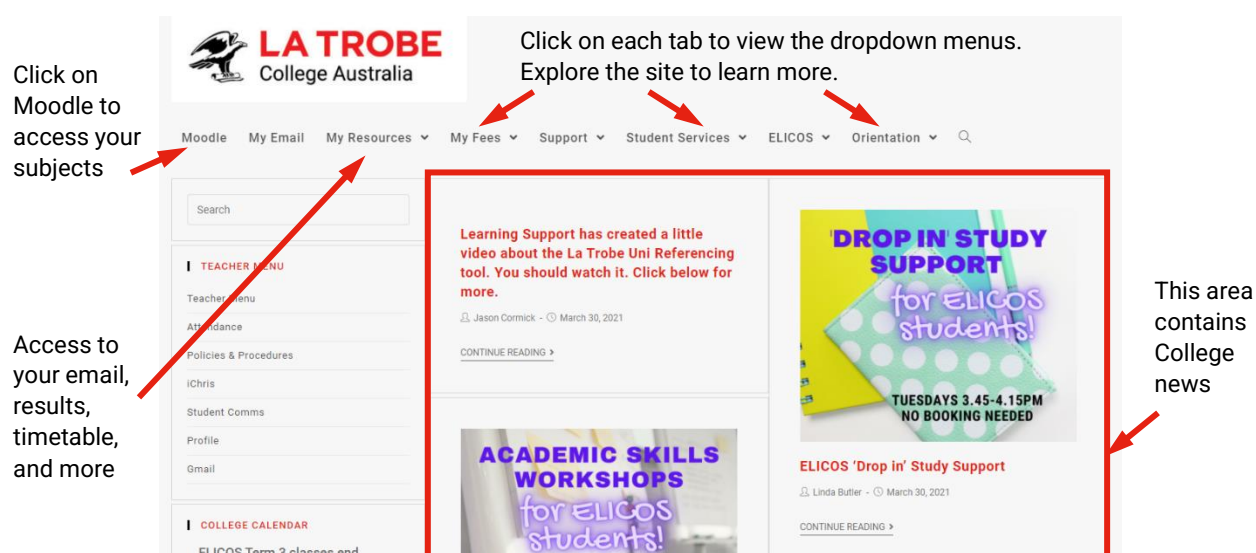 LA TROBE
College Australia
Click on each tab to view the dropdown menus.
Explore the site to learn more.
Click on
Moodle to
access your
subjects
Moodle My Email My Resources My Fees Support Student Services ELICOS Orientation
Search
TEACHER MENU
Teacher Menu
Attendance
Policies & Procedures
iChris
Student Comms
Profile
Gmail
COLLEGE CALENDAR
ELICOS Term 3 classes end
Access to
your email,
results,
timetable,
and more
Learning Support has created a little
video about the La Trobe Uni Referencing
tool. You should watch it. Click below for
more.
Jason Cormick - March 30, 2021
CONTINUE READING >
ACADEMIC SKILLS
WORKSHOPS
for ELICOS
students!
'DROP IN' STUDY
SUPPORT
for ELICOS
students!
TUESDAYS 3.45-4.15PM
NO BOOKING NEEDED
ELICOS ‘Drop in’ Study Support
Linda Butler - March 30, 2021
CONTINUE READING >
This area
contains
College
news